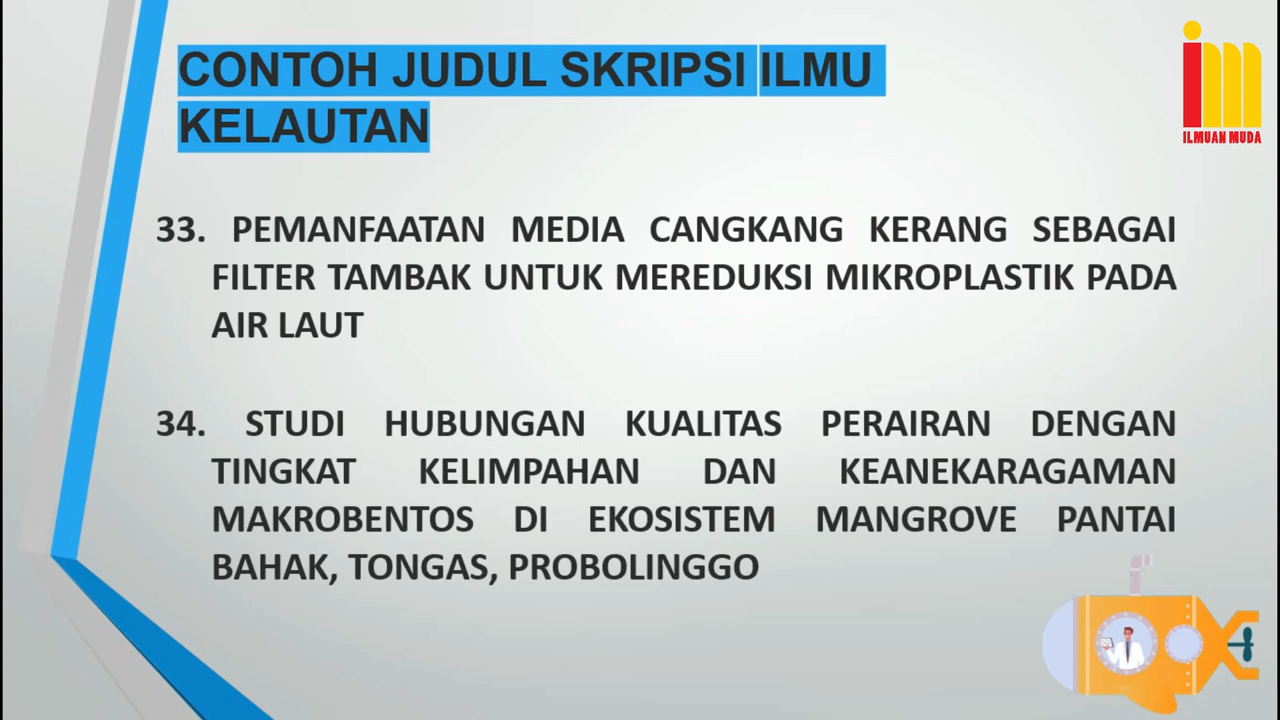 CONTOH JUDUL SKRIPSI ILMU
KELAUTAN
ILMUAN MUDA
33. PEMANFAATAN MEDIA CANGKANG KERANG SEBAGAI
FILTER TAMBAK UNTUK MEREDUKSI MIKROPLASTIK PADA
AIR LAUT
34. STUDI HUBUNGAN KUALITAS PERAIRAN DENGAN
TINGKAT KELIMPAHAN DAN KEANEKARAGAMAN
MAKROBENTOS DI EKOSISTEM MANGROVE PANTAI
BAHAK, TONGAS, PROBOLINGGO